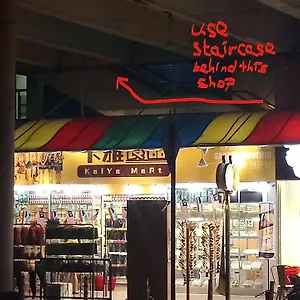 use
staircase
behind this
shop
KaiYa MaRt